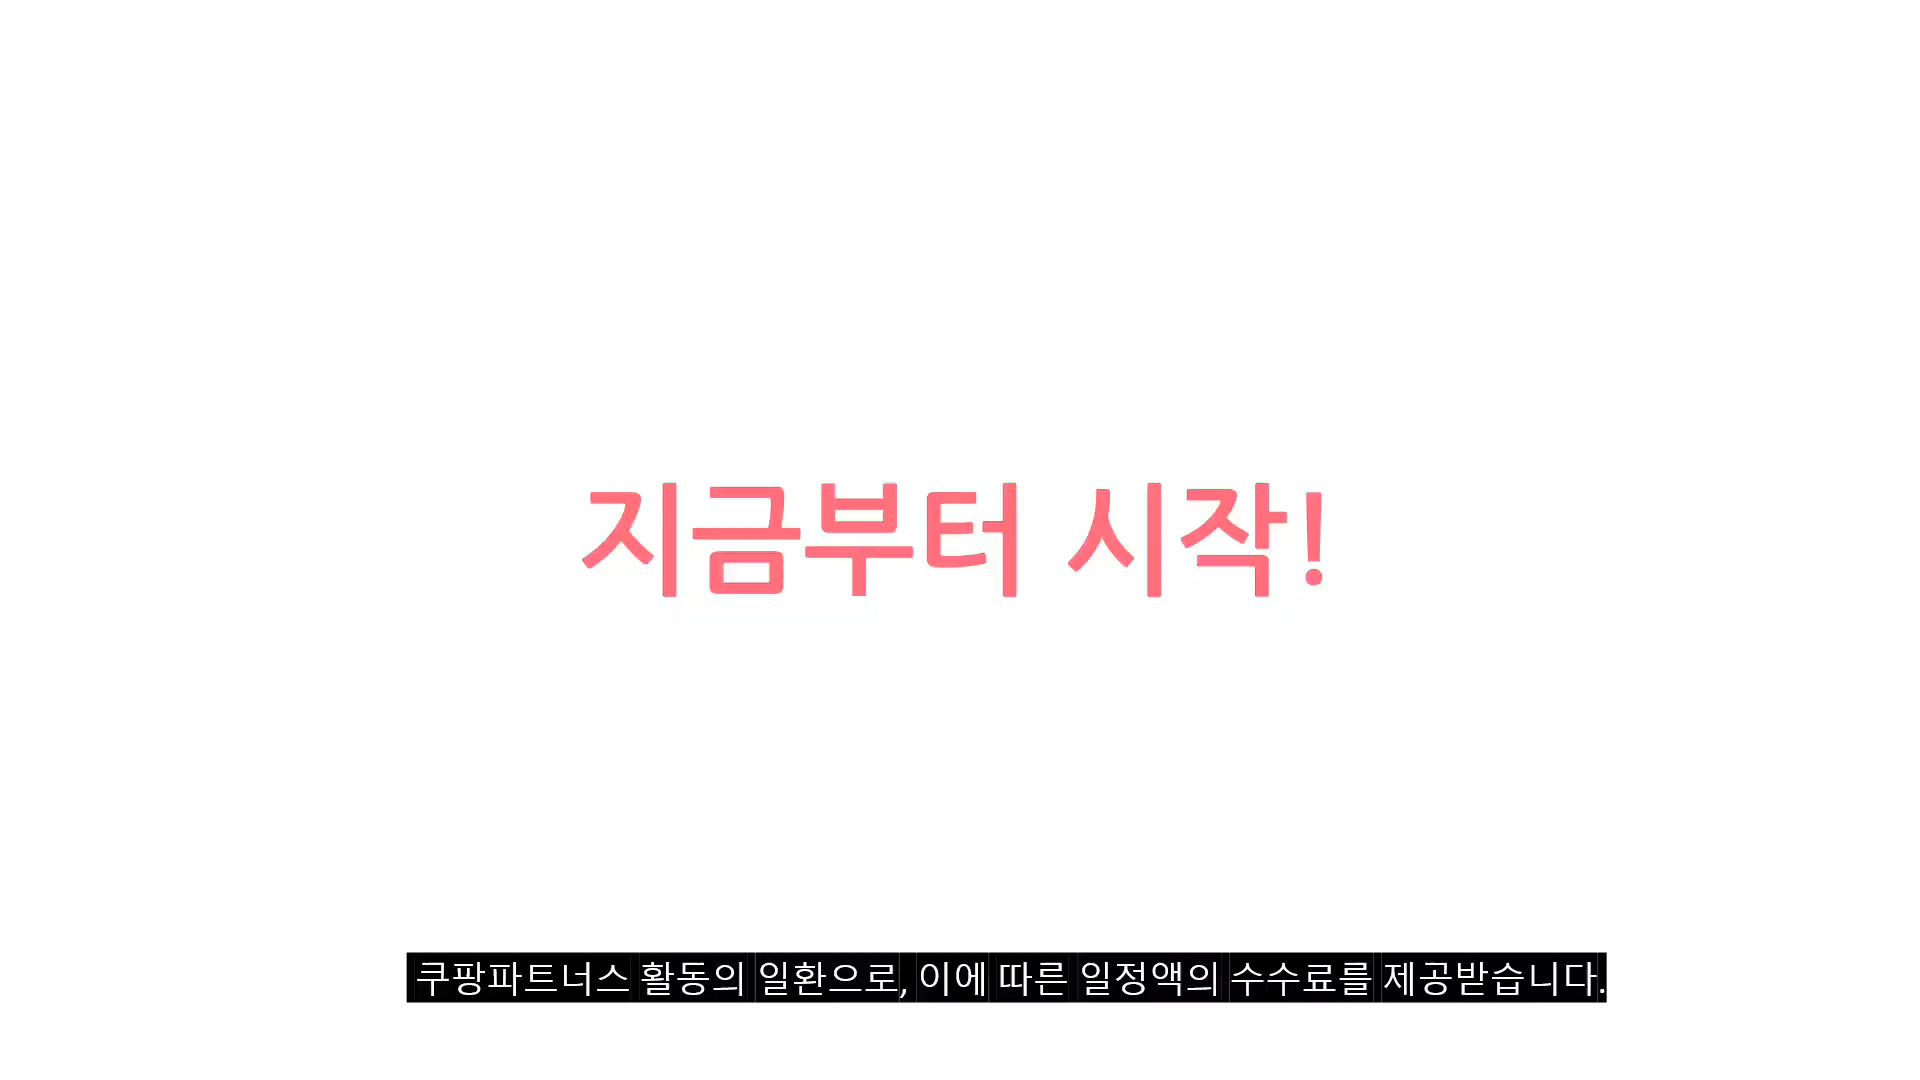 지금부터 시작!
쿠팡파트너스 활동의 일환으로, 이에 따른 일정액의 수수료를 제공받습니다.